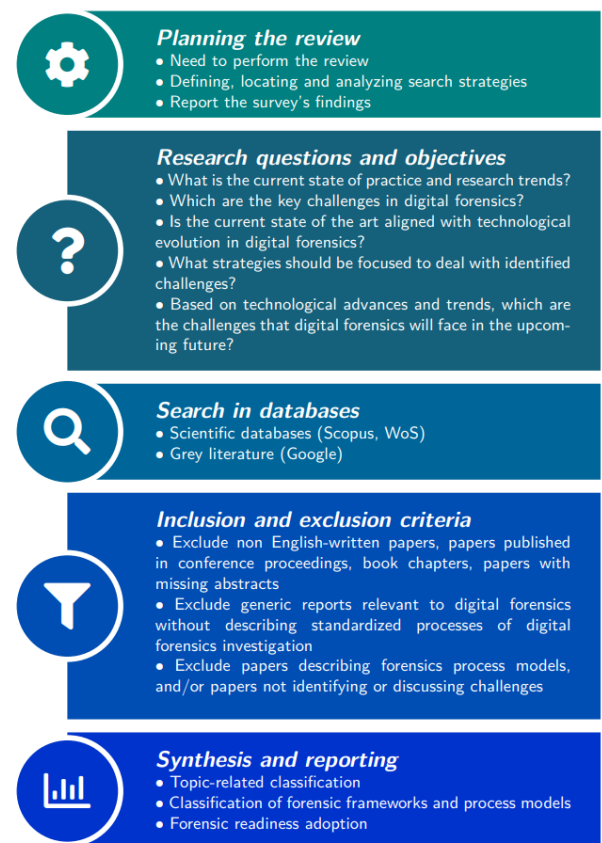 Planning the review
• Need to perform the review
• Defining, locating and analyzing search strategies
• Report the survey's findings
Research questions and objectives
• What is the current state of practice and research trends?
• Which are the key challenges in digital forensics?
• Is the current state of the art aligned with technological
evolution in digital forensics?
• What strategies should be focused to deal with identified
challenges?
• Based on technological advances and trends, which are
the challenges that digital forensics will face in the upcom-
ing future?
Search in databases
• Scientific databases (Scopus, WoS)
• Grey literature (Google)
Inclusion and exclusion criteria
• Exclude non English-written papers, papers published
in conference proceedings, book chapters, papers with
missing abstracts
• Exclude generic reports relevant to digital forensics
without describing standardized processes of digital
forensics investigation
• Exclude papers describing forensics process models,
and/or papers not identifying or discussing challenges
Synthesis and reporting
• Topic-related classification
• Classification of forensic frameworks and process models
• Forensic readiness adoption